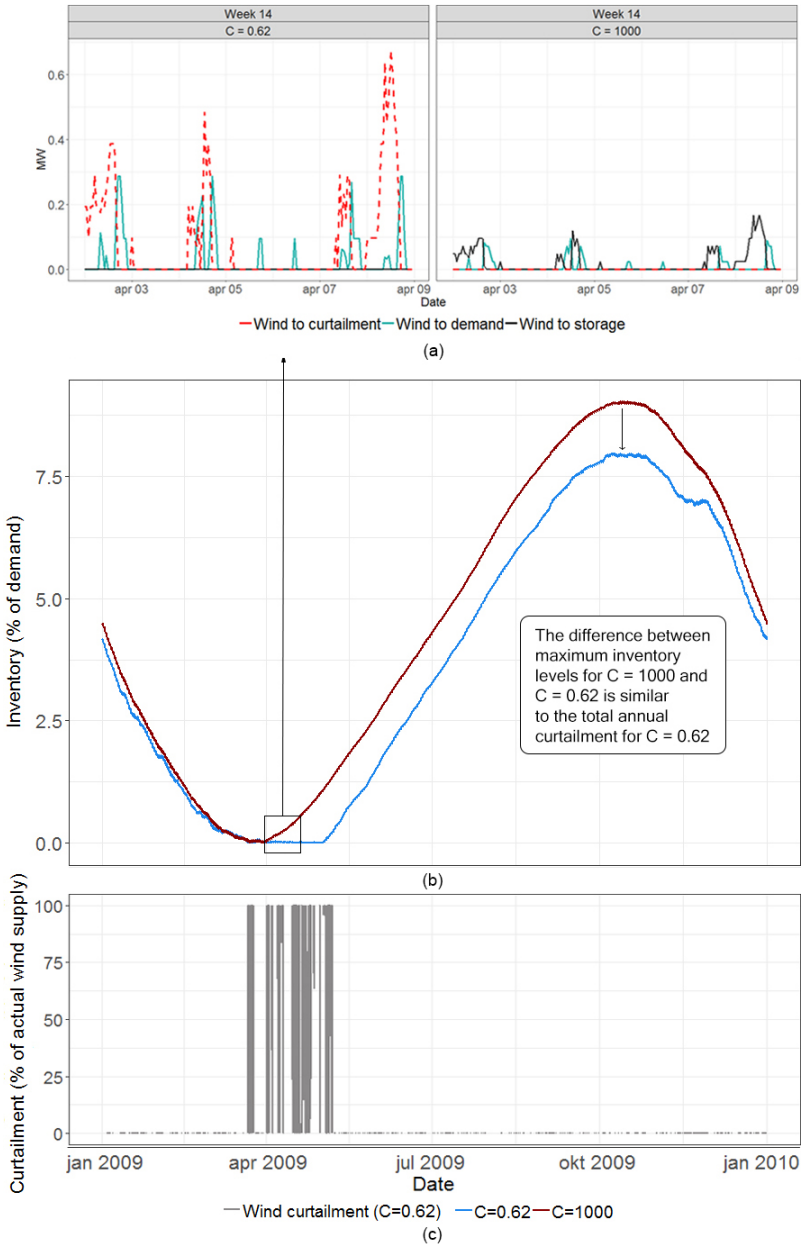 Week 14
Week 14
C = 0.62
C = 1000
MW
0.6
0.4
0.2
0.0
apr 03
apr 05
apr 07
apr 09
apr 03
apr 05
apr 07
apr 09
Date
Wind to curtailment
Wind to demand
Wind to storage
(a)
Inventory (% of demand)
7.5
5.0
2.5
0.0
The difference between
maximum inventory
levels for C = 1000 and
C = 0.62 is similar
to the total annual
curtailment for C = 0.62
(b)
Curtailment (% of actual wind supply)
100
75
50
25
0
jan 2009
apr 2009
jul 2009
okt 2009
jan 2010
Date
Wind curtailment (C=0.62)
C=0.62
C=1000
(c)